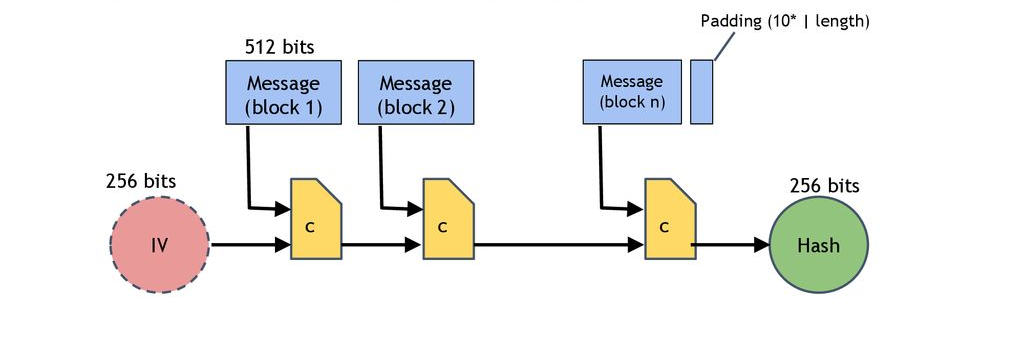 Padding (10* | length)
512 bits
Message
(block 1)
Message
(block 2)
Message
(block n)
256 bits
256 bits
IV
C
C
C
Hash